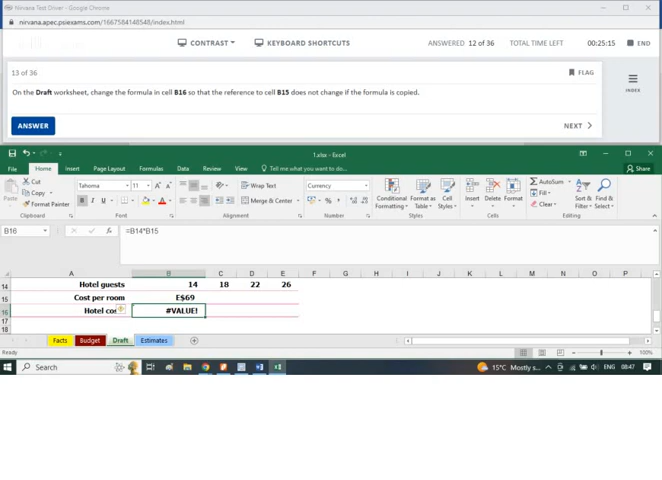 Nirvana Test Driver - Google Chrome
nirvana.apec.psiexams.com/1667584148548/index.html
CONTRAST
KEYBOARD SHORTCUTS
ANSWERED 12 of 36
TOTAL TIME LEFT 00:25:15
END
13 of 36
FLAG
INDEX
On the Draft worksheet, change the formula in cell B16 so that the reference to cell B15 does not change if the formula is copied.
ANSWER
NEXT
1.xlsx - Excel
File Home Insert Page Layout Formulas Data Review View Tell me what you want to do...
Share
Cut
Copy
Format Painter
Paste
Clipboard
Tahoma 11
B I U
Font
Wrap Text
Merge & Center
Alignment
Currency
Number
Conditional Formatting
Format as Table
Cell Styles
Styles
Insert Delete Format
Cells
AutoSum
Fill
Clear
Sort & Filter
Find & Select
Editing
B16
fx
=B14*B15
A B C D E F G H I J K L M N O P
14 Hotel guests 14 18 22 26
15 Cost per room E$69
16 Hotel cos #VALUE!
17
18
Facts Budget Draft Estimates
Ready
100%
Search
15°C Mostly s...
ENG
08:47